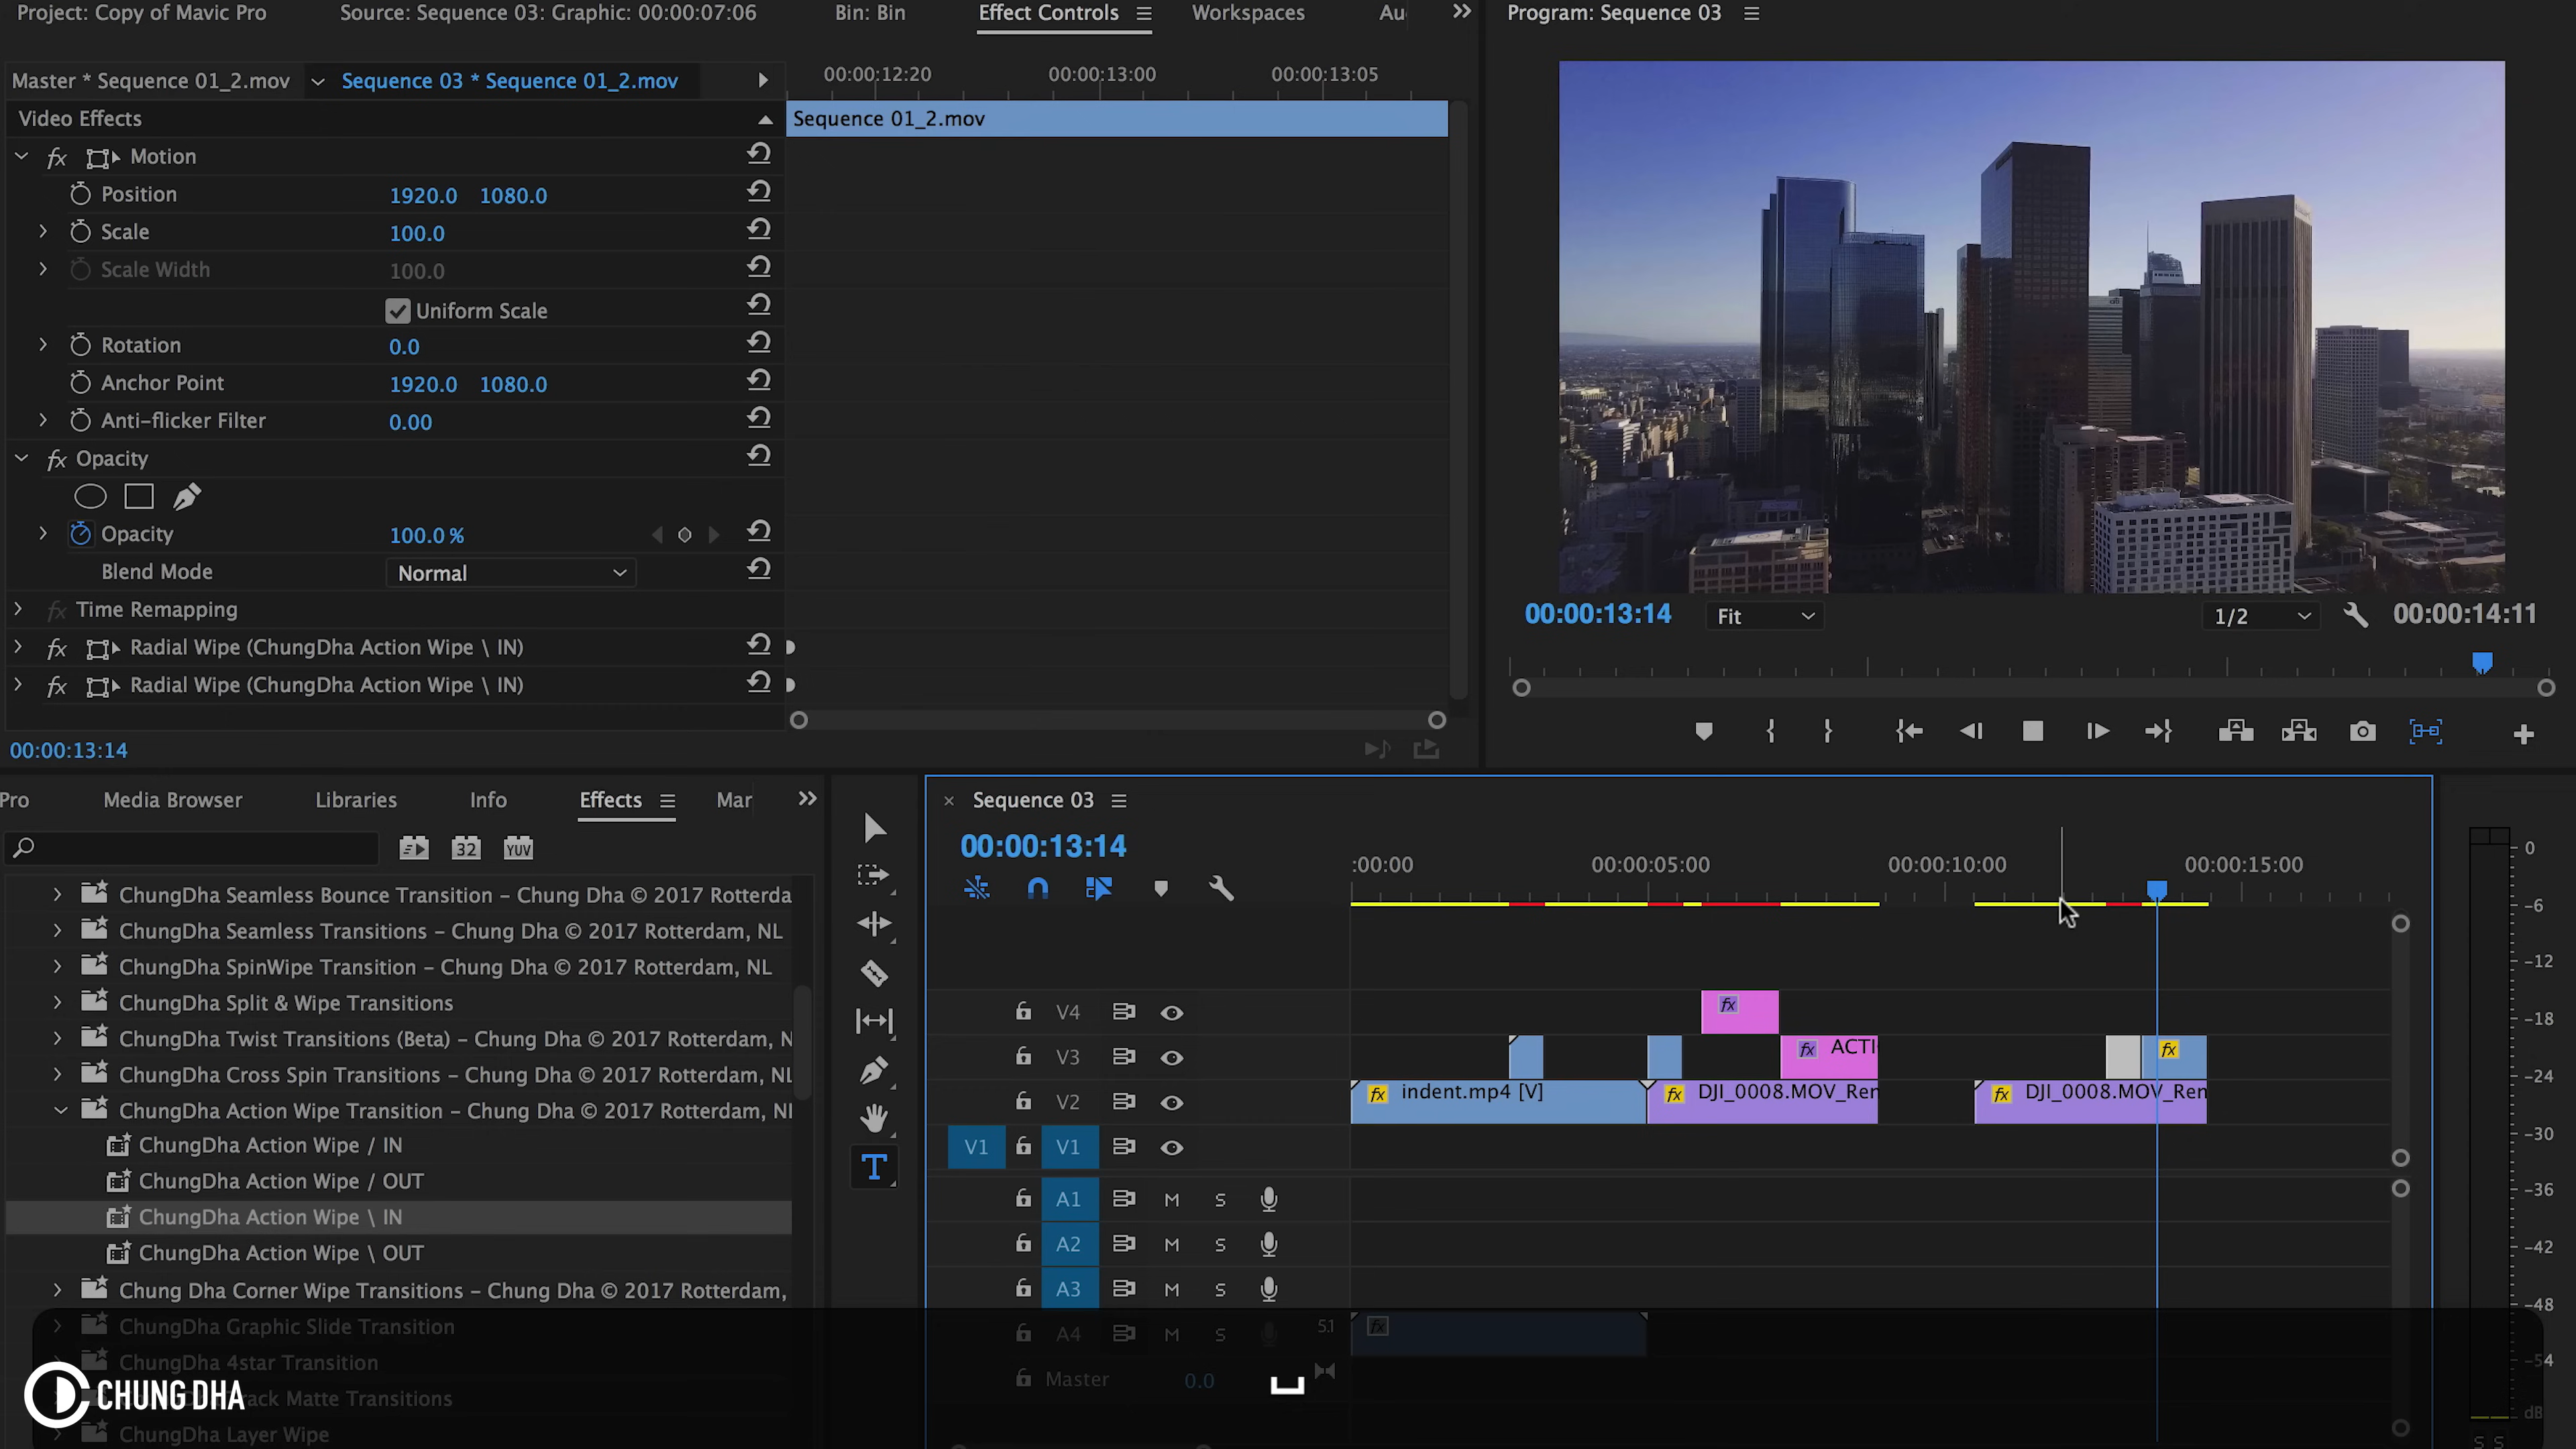 Project: Copy of Mavic Pro
Source: Sequence 03: Graphic: 00:00:07:06
Bin: Bin
Effect Controls
Workspaces
Au
Program: Sequence 03
Master * Sequence 01_2.mov
Sequence 03 * Sequence 01_2.mov
00:00:12:20
00:00:13:00
00:00:13:05
Video Effects
Sequence 01_2.mov
fx Motion
Position 1920.0 1080.0
Scale 100.0
Scale Width 100.0
Uniform Scale
Rotation 0.0
Anchor Point 1920.0 1080.0
Anti-flicker Filter 0.00
fx Opacity
Opacity 100.0 %
Blend Mode Normal
fx Time Remapping
fx Radial Wipe (ChungDha Action Wipe \ IN)
fx Radial Wipe (ChungDha Action Wipe \ IN)
00:00:13:14
00:00:13:14 Fit 1/2 00:00:14:11
Pro
Media Browser
Libraries
Info
Effects
Mar
32
YUV
ChungDha Seamless Bounce Transition – Chung Dha © 2017 Rotterda
ChungDha Seamless Transitions – Chung Dha © 2017 Rotterdam, NL
ChungDha SpinWipe Transition – Chung Dha © 2017 Rotterdam, NL
ChungDha Split & Wipe Transitions
ChungDha Twist Transitions (Beta) – Chung Dha © 2017 Rotterdam, N
ChungDha Cross Spin Transitions – Chung Dha © 2017 Rotterdam, NL
ChungDha Action Wipe Transition – Chung Dha © 2017 Rotterdam, NL
ChungDha Action Wipe / IN
ChungDha Action Wipe / OUT
ChungDha Action Wipe \ IN
ChungDha Action Wipe \ OUT
Chung Dha Corner Wipe Transitions – Chung Dha © 2017 Rotterdam,
ChungDha Graphic Slide Transition
ChungDha 4star Transition
rack Matte Transitions
ChungDha Layer Wipe
CHUNG DHA
T
Sequence 03
00:00:13:14
:00:00
00:00:05:00
00:00:10:00
00:00:15:00
V4 fx
V3 fx ACTI fx
V2 fx indent.mp4 [V] fx DJI_0008.MOV_Ren fx DJI_0008.MOV_Ren
V1 V1
A1 M S
A2 M S
A3 M S
A4 M S 5.1 fx
Master 0.0
0
-6
-12
-18
-24
-30
-36
-42
-48
-54
dB
S S